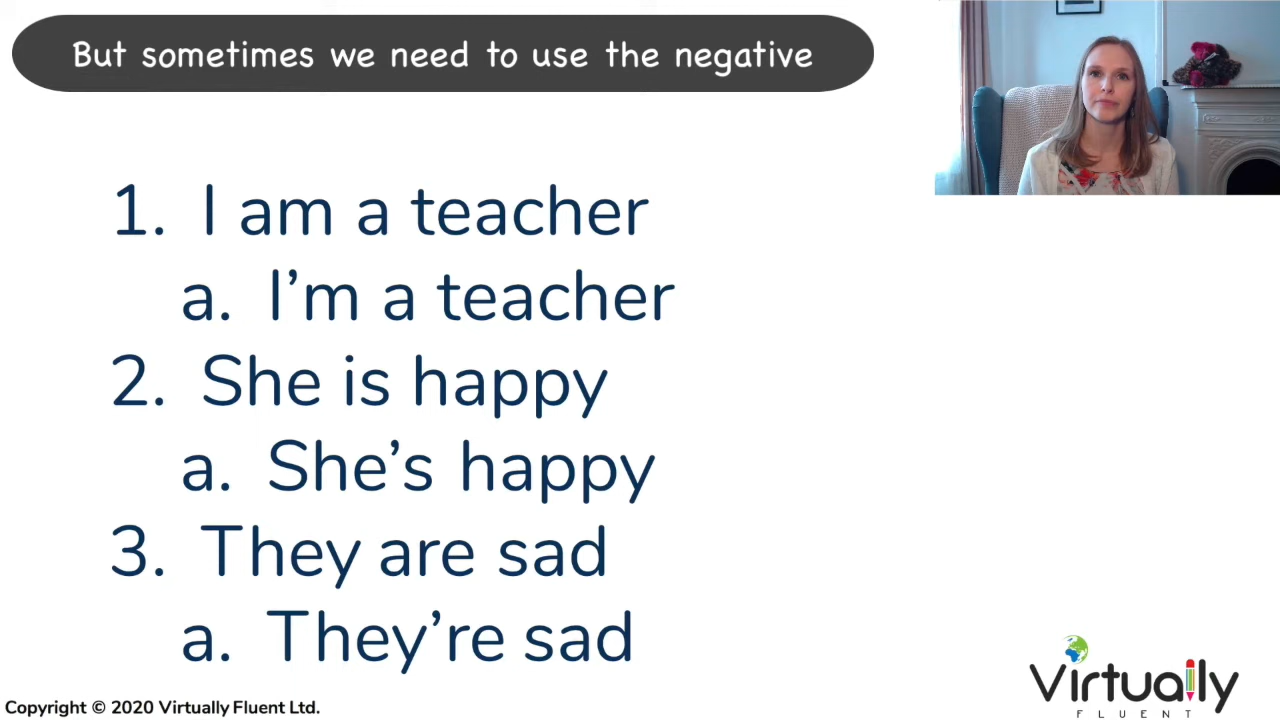 But sometimes we need to use the negative
1. I am a teacher
a. I’m a teacher
2. She is happy
a. She’s happy
3. They are sad
a. They’re sad
Virtually
FLUENT
Copyright © 2020 Virtually Fluent Ltd.